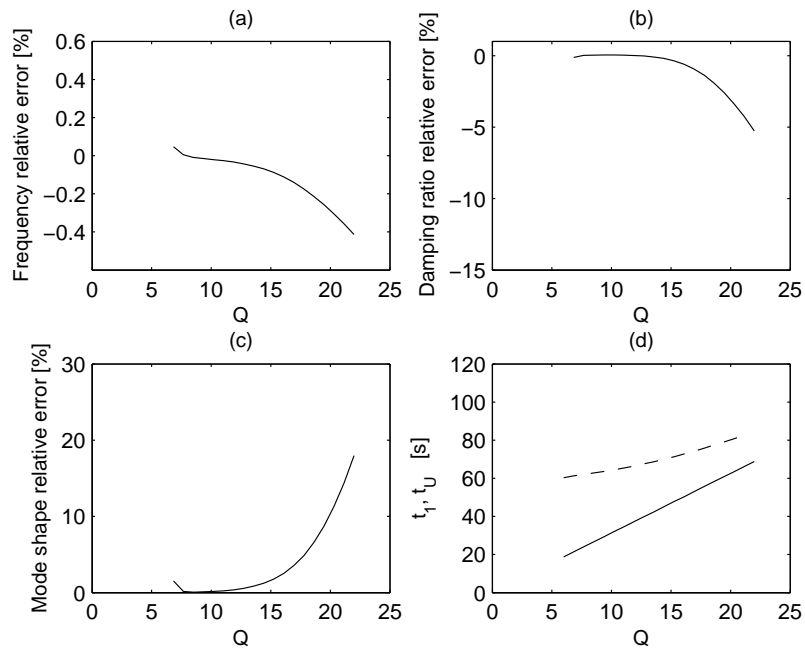 (a)
Frequency relative error [%]
0.6
0.4
0.2
0
−0.2
−0.4
0 5 10 15 20 25
Q
(b)
Damping ratio relative error [%]
0
−5
−10
−15
0 5 10 15 20 25
Q
(c)
Mode shape relative error [%]
30
20
10
0
0 5 10 15 20 25
Q
(d)
t₁, t_U [s]
120
100
80
60
40
20
0
0 5 10 15 20 25
Q